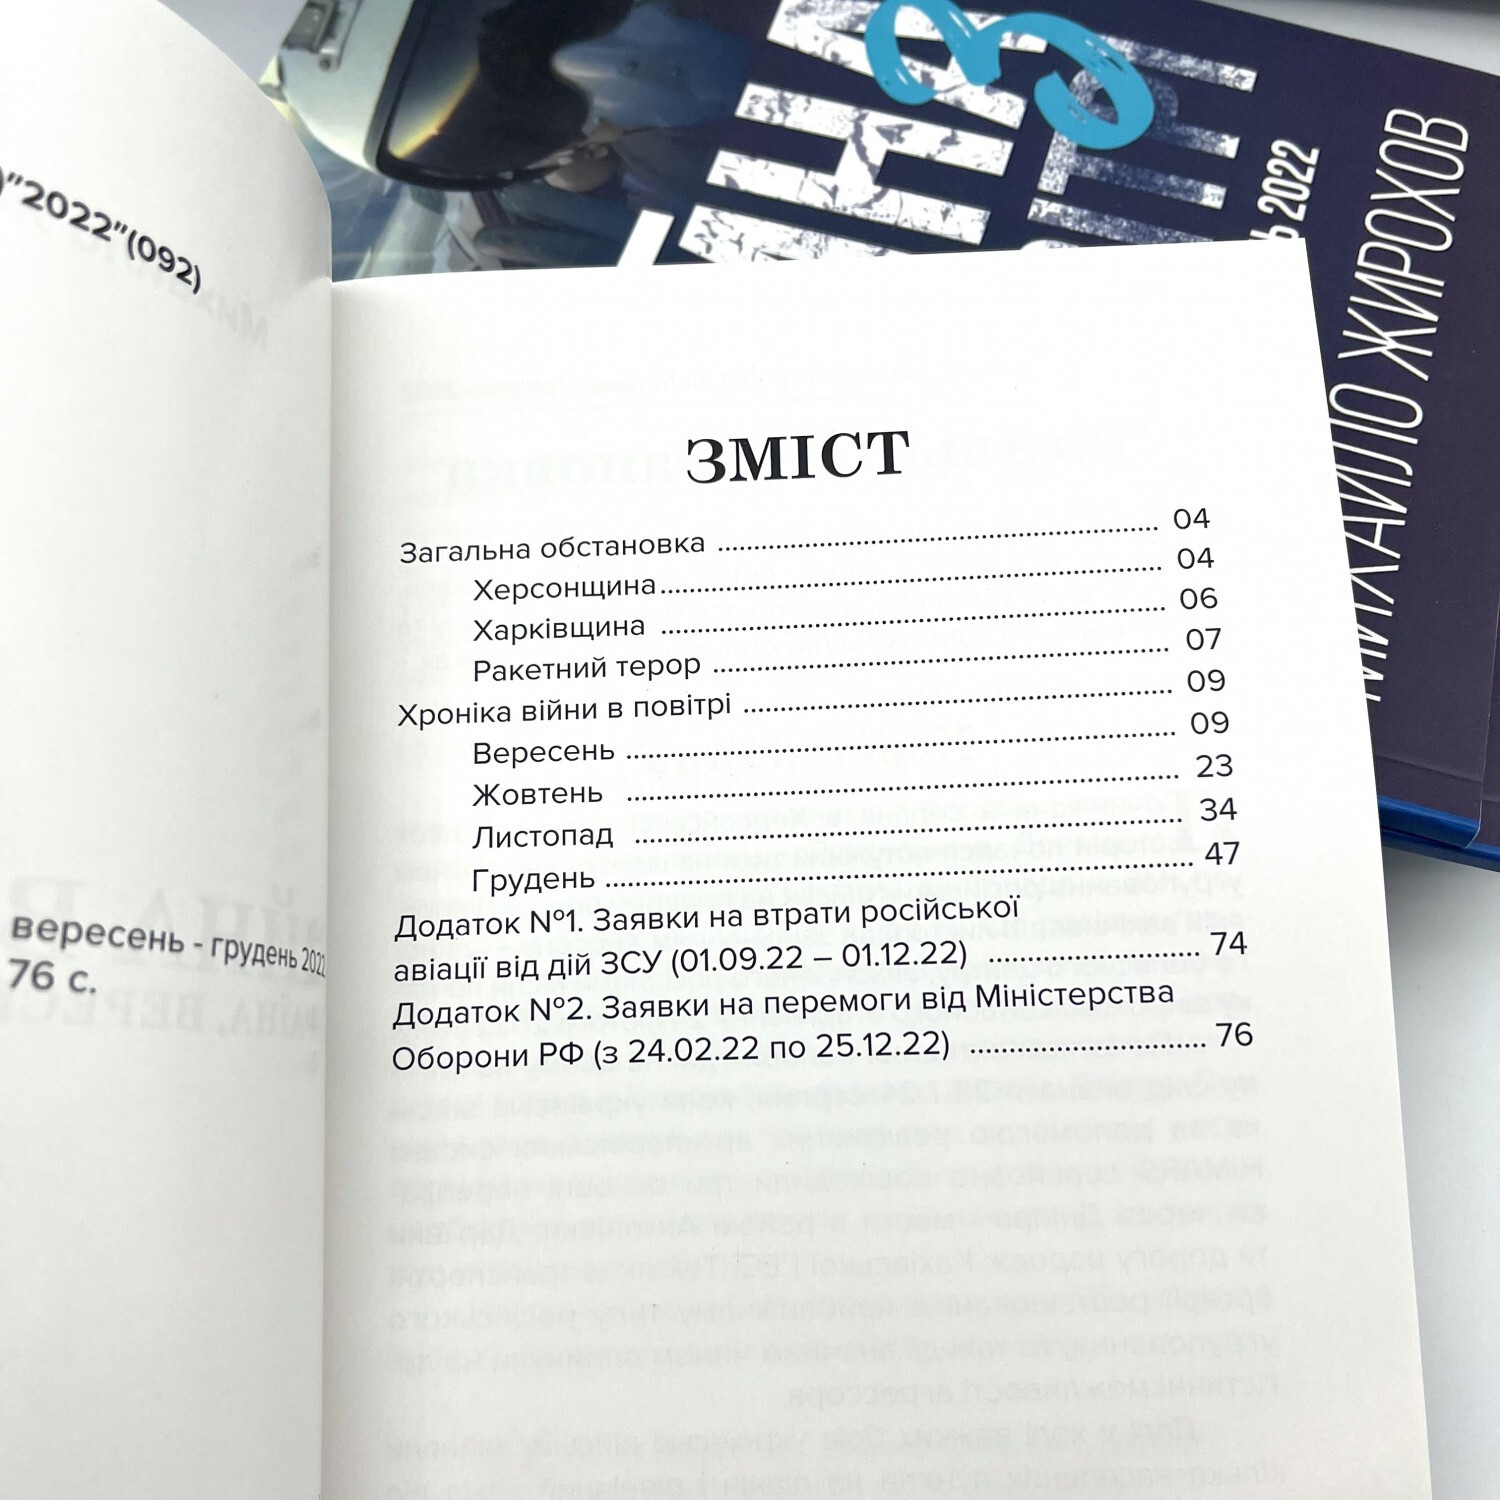 )"2022"(092)
вересень - грудень 2022
76 с.
З
2022
МИХАЙЛО ЖИРОХОВ
ЗМІСТ
Загальна обстановка 04
Херсонщина 04
Харківщина 06
Ракетний терор 07
Хроніка війни в повітрі 09
Вересень 09
Жовтень 23
Листопад 34
Грудень 47
Додаток №1. Заявки на втрати російської
авіації від дій ЗСУ (01.09.22 – 01.12.22) 74
Додаток №2. Заявки на перемоги від Міністерства
Оборони РФ (з 24.02.22 по 25.12.22) 76